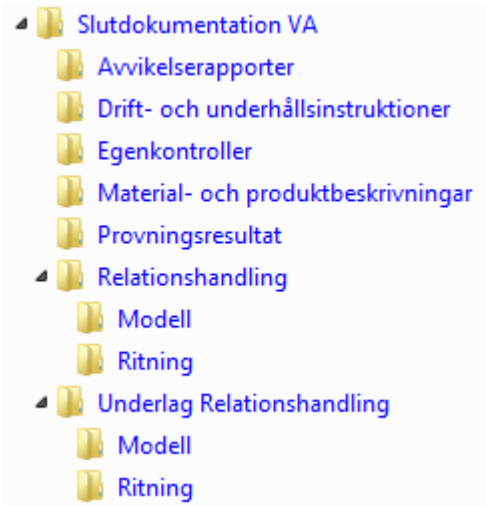 Slutdokumentation VA
Avvikelserapporter
Drift- och underhållsinstruktioner
Egenkontroller
Material- och produktbeskrivningar
Provningsresultat
Relationshandling
Modell
Ritning
Underlag Relationshandling
Modell
Ritning